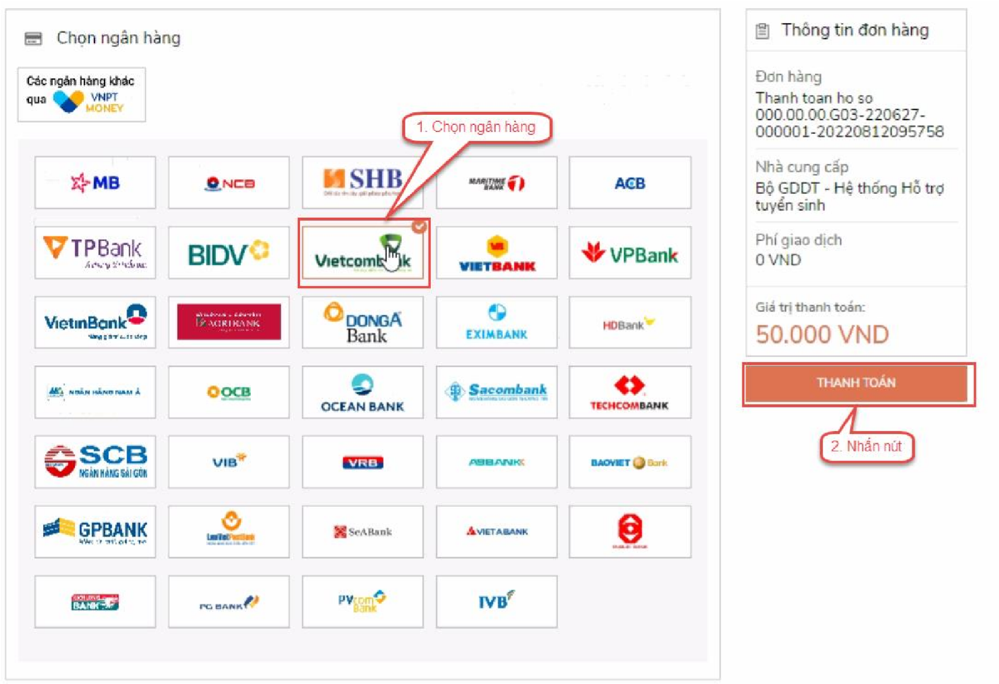 Chọn ngân hàng
Các ngân hàng khác
qua VNPT
MONEY
1. Chọn ngân hàng
MB
NCB
SHB
MARITIME
BANK
ACB
TPBank
BIDV
Vietcombank
VIETBANK
VPBank
VietinBank
AGRIBANK
DONGA
Bank
EXIMBANK
HDBank
NGÂN HÀNG NAM Á
OCB
OCEAN BANK
Sacombank
TECHCOMBANK
SCB
NGÂN HÀNG SÀI GÒN
VIB
VRB
ABBANK
BAOVIET Bank
GPBANK
LienVietPostBank
SeABank
VIETABANK
BANK
PG BANK
PVcom
Bank
IVB
Thông tin đơn hàng
Đơn hàng
Thanh toan ho so
000.00.00.G03-220627-
000001-20220812095758
Nhà cung cấp
Bộ GDDT - Hệ thống Hỗ trợ
tuyển sinh
Phí giao dịch
0 VND
Giá trị thanh toán:
50.000 VND
THANH TOÁN
2. Nhấn nút